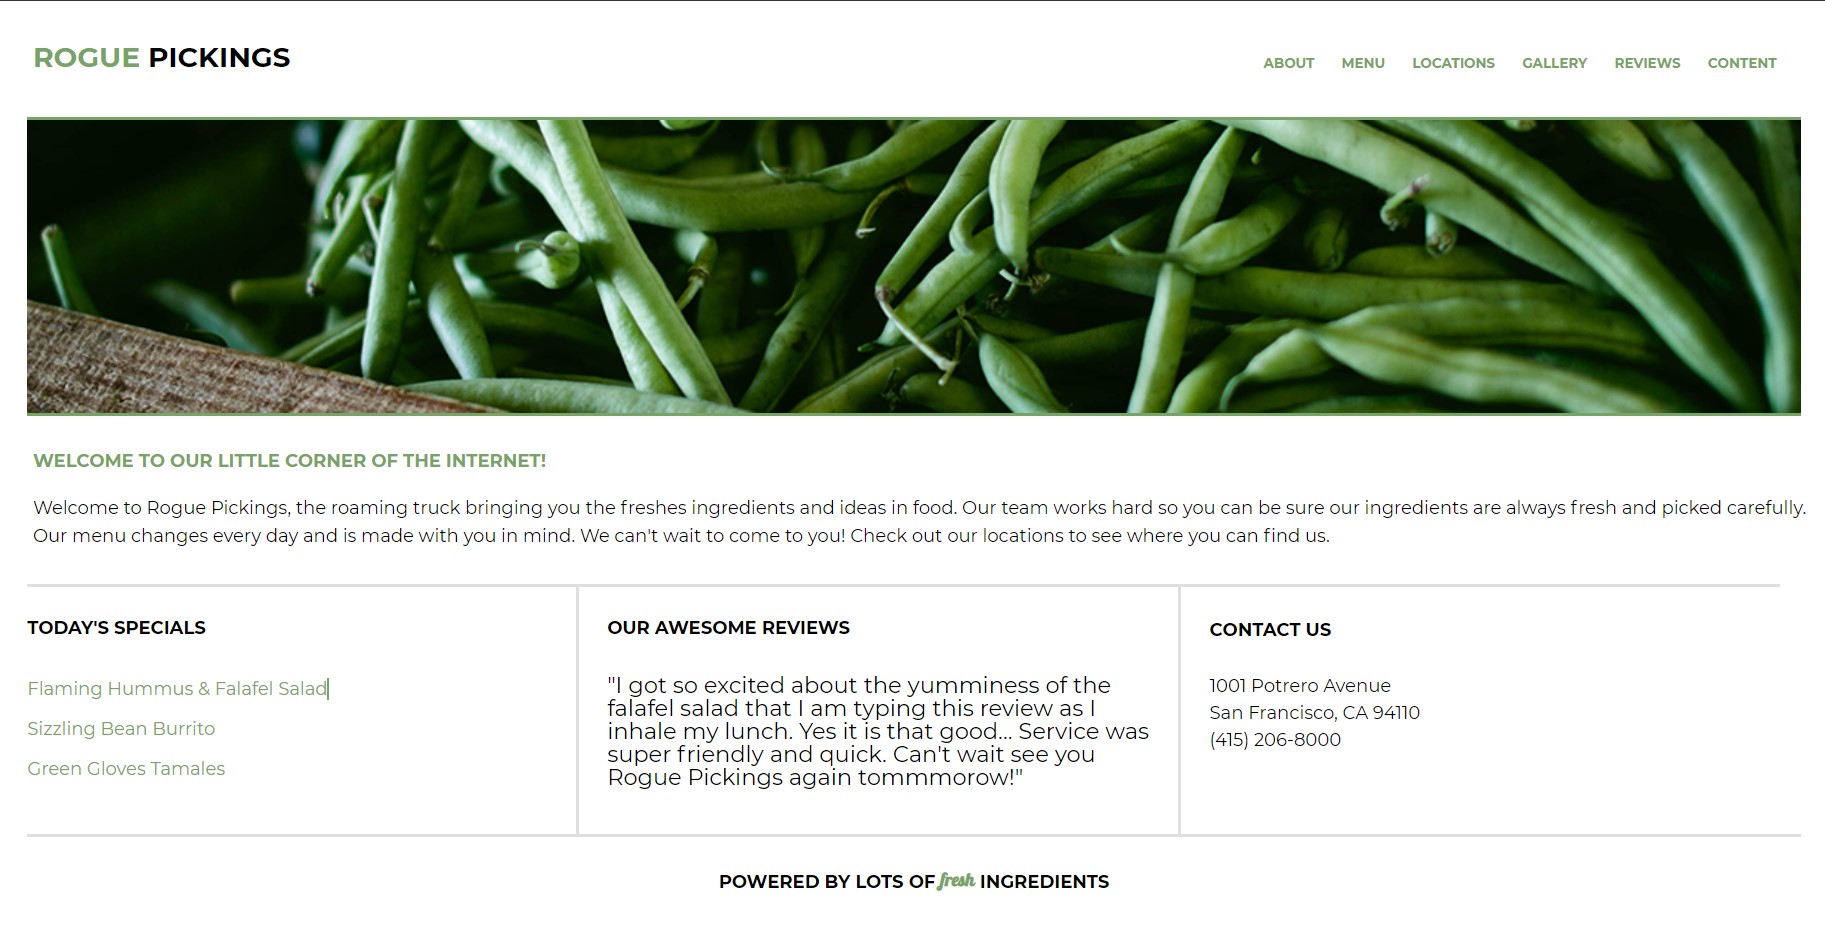 ROGUE PICKINGS
ABOUT MENU LOCATIONS GALLERY REVIEWS CONTENT
WELCOME TO OUR LITTLE CORNER OF THE INTERNET!
Welcome to Rogue Pickings, the roaming truck bringing you the freshes ingredients and ideas in food. Our team works hard so you can be sure our ingredients are always fresh and picked carefully.
Our menu changes every day and is made with you in mind. We can't wait to come to you! Check out our locations to see where you can find us.
TODAY'S SPECIALS
Flaming Hummus & Falafel Salad
Sizzling Bean Burrito
Green Gloves Tamales
OUR AWESOME REVIEWS
"I got so excited about the yumminess of the
falafel salad that I am typing this review as I
inhale my lunch. Yes it is that good... Service was
super friendly and quick. Can't wait see you
Rogue Pickings again tommmorow!"
CONTACT US
1001 Potrero Avenue
San Francisco, CA 94110
(415) 206-8000
POWERED BY LOTS OF fresh INGREDIENTS